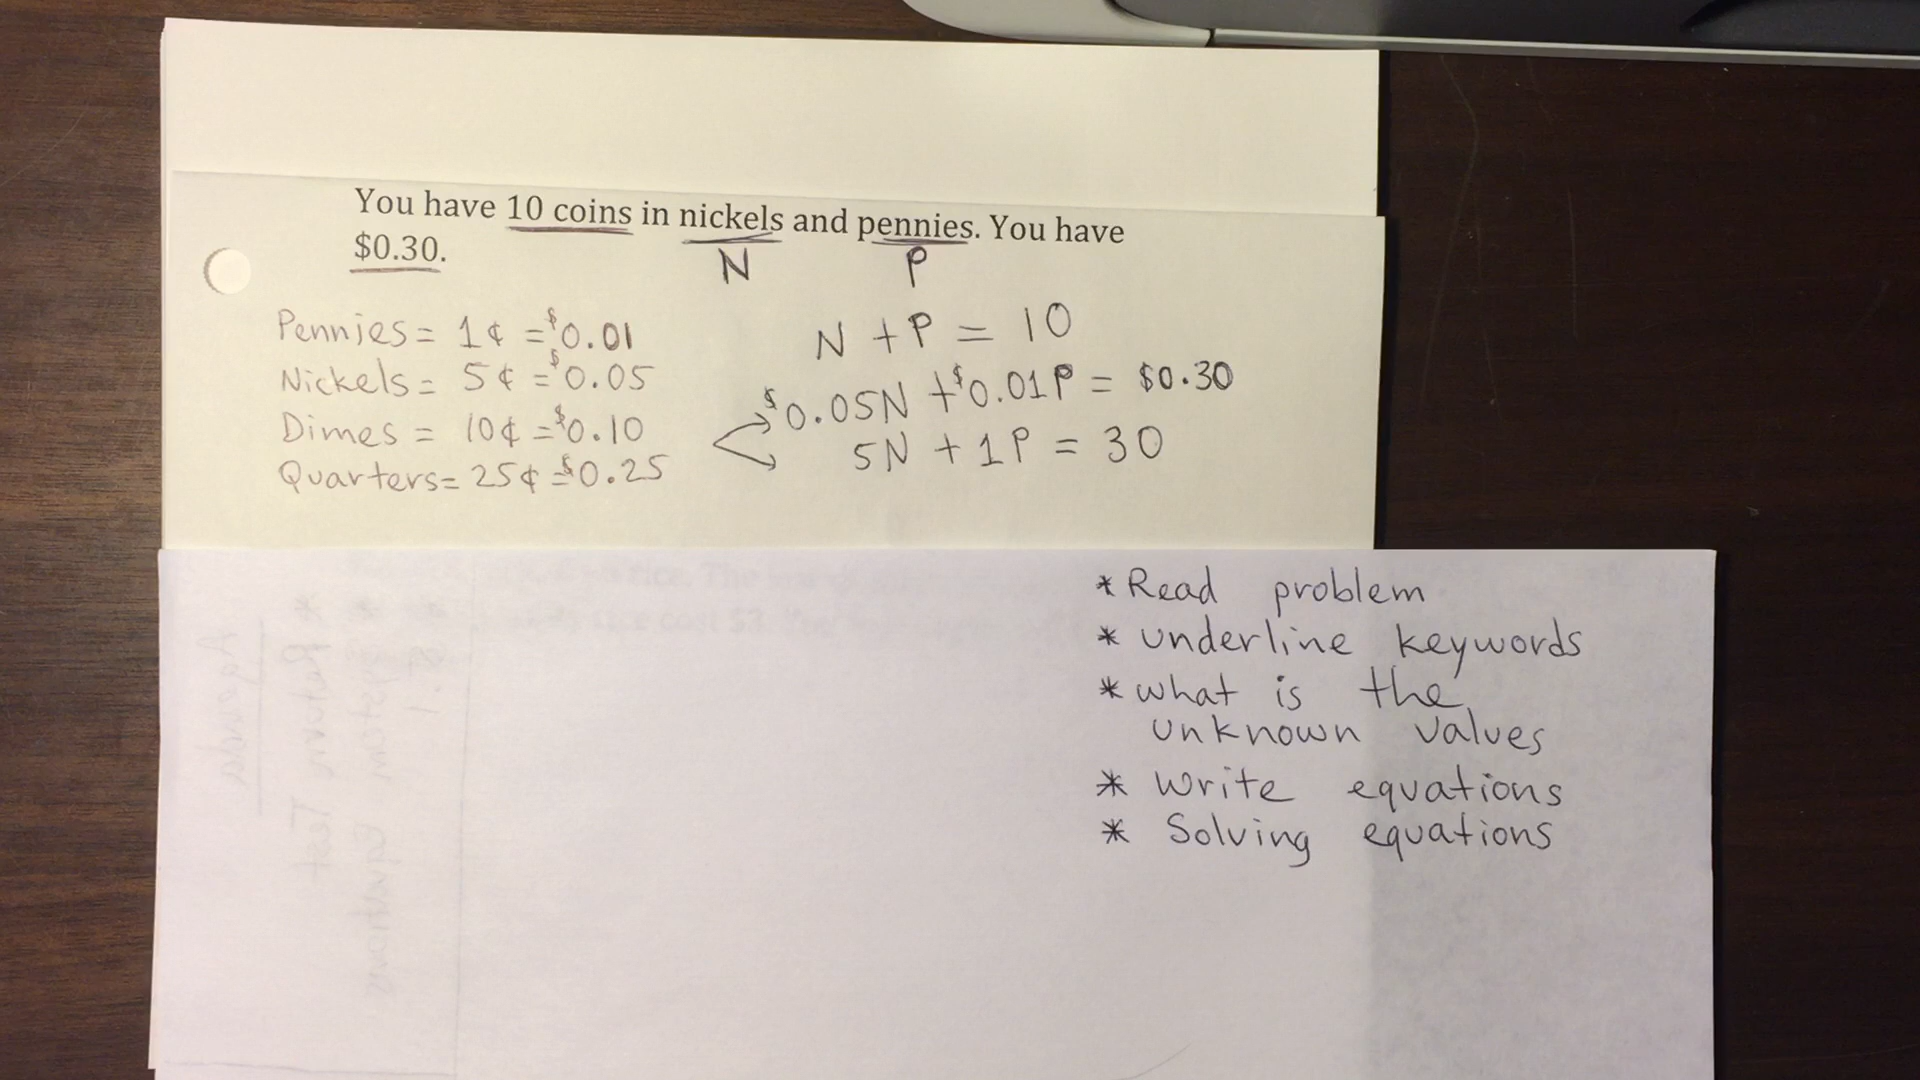 You have 10 coins in nickels and pennies. You have
$0.30.
N P
Pennies = 1¢ = $0.01
Nickels = 5¢ = $0.05
Dimes = 10¢ = $0.10
Quarters = 25¢ = $0.25
N + P = 10
$0.05N + $0.01P = $0.30
5N + 1P = 30
* Read problem
* underline keywords
* what is the
unknown values
* Write equations
* Solving equations